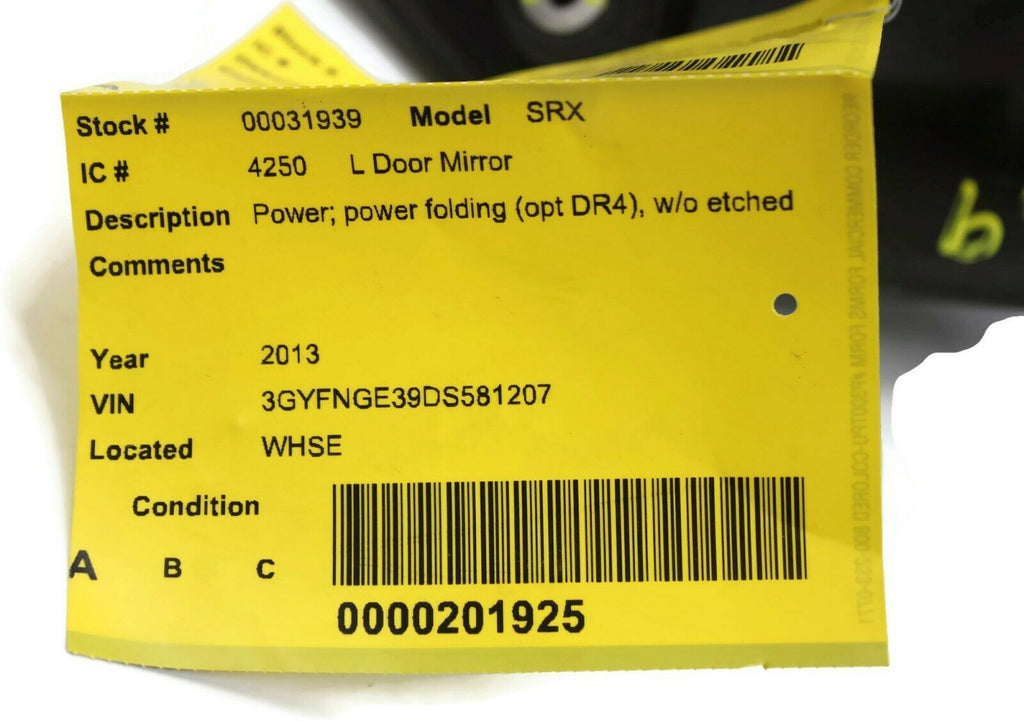 Stock # 00031939 Model SRX
IC # 4250 L Door Mirror
Description Power; power folding (opt DR4), w/o etched
Comments
Year 2013
VIN 3GYFNGE39DS581207
Located WHSE
Condition
A B C
0000201925